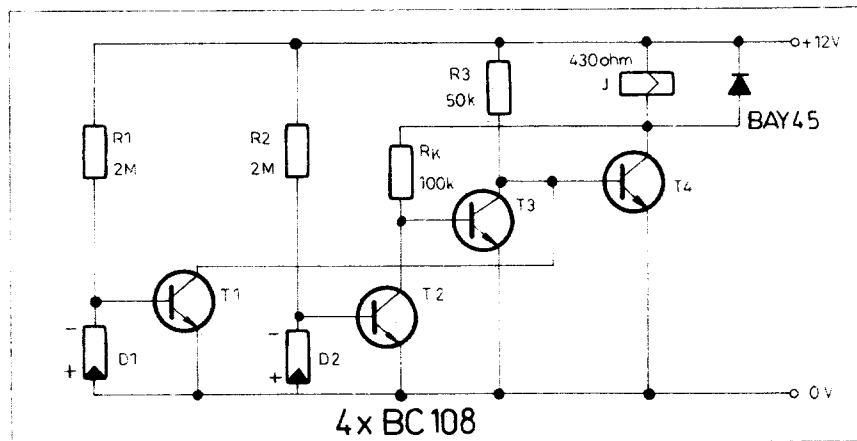 430ohm
+12V
R3
50k
J
BAY45
R1
2M
R2
2M
RK
100k
T3
T4
T1
T2
-
+
D1
-
+
D2
0V
4x BC108